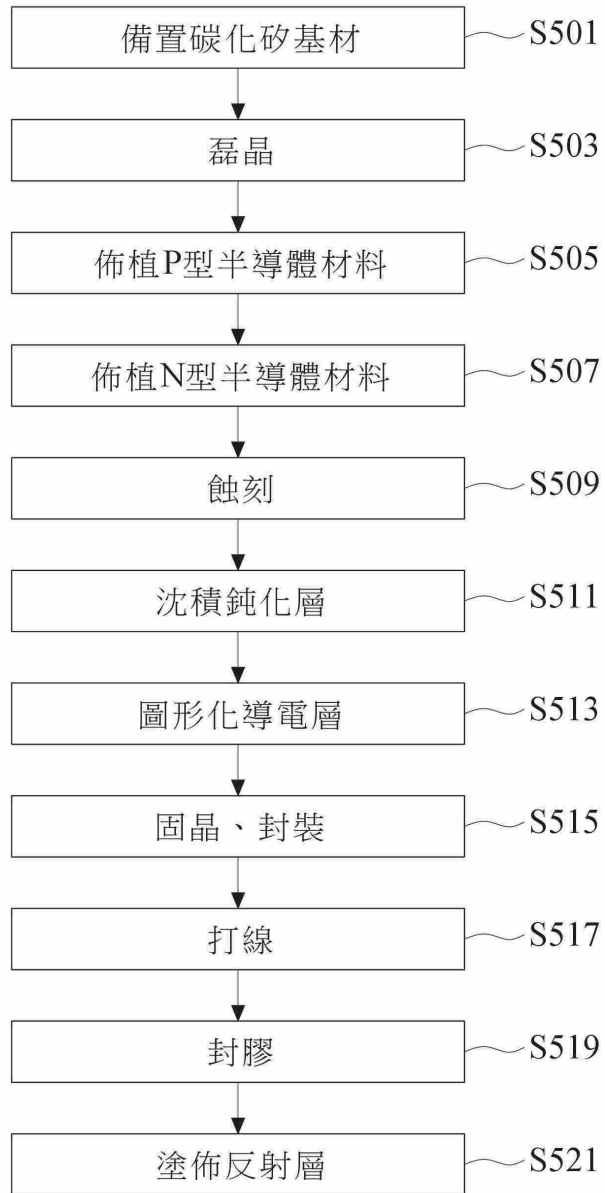 備置碳化矽基材 S501
磊晶 S503
佈植P型半導體材料 S505
佈植N型半導體材料 S507
蝕刻 S509
沈積鈍化層 S511
圖形化導電層 S513
固晶、封裝 S515
打線 S517
封膠 S519
塗佈反射層 S521